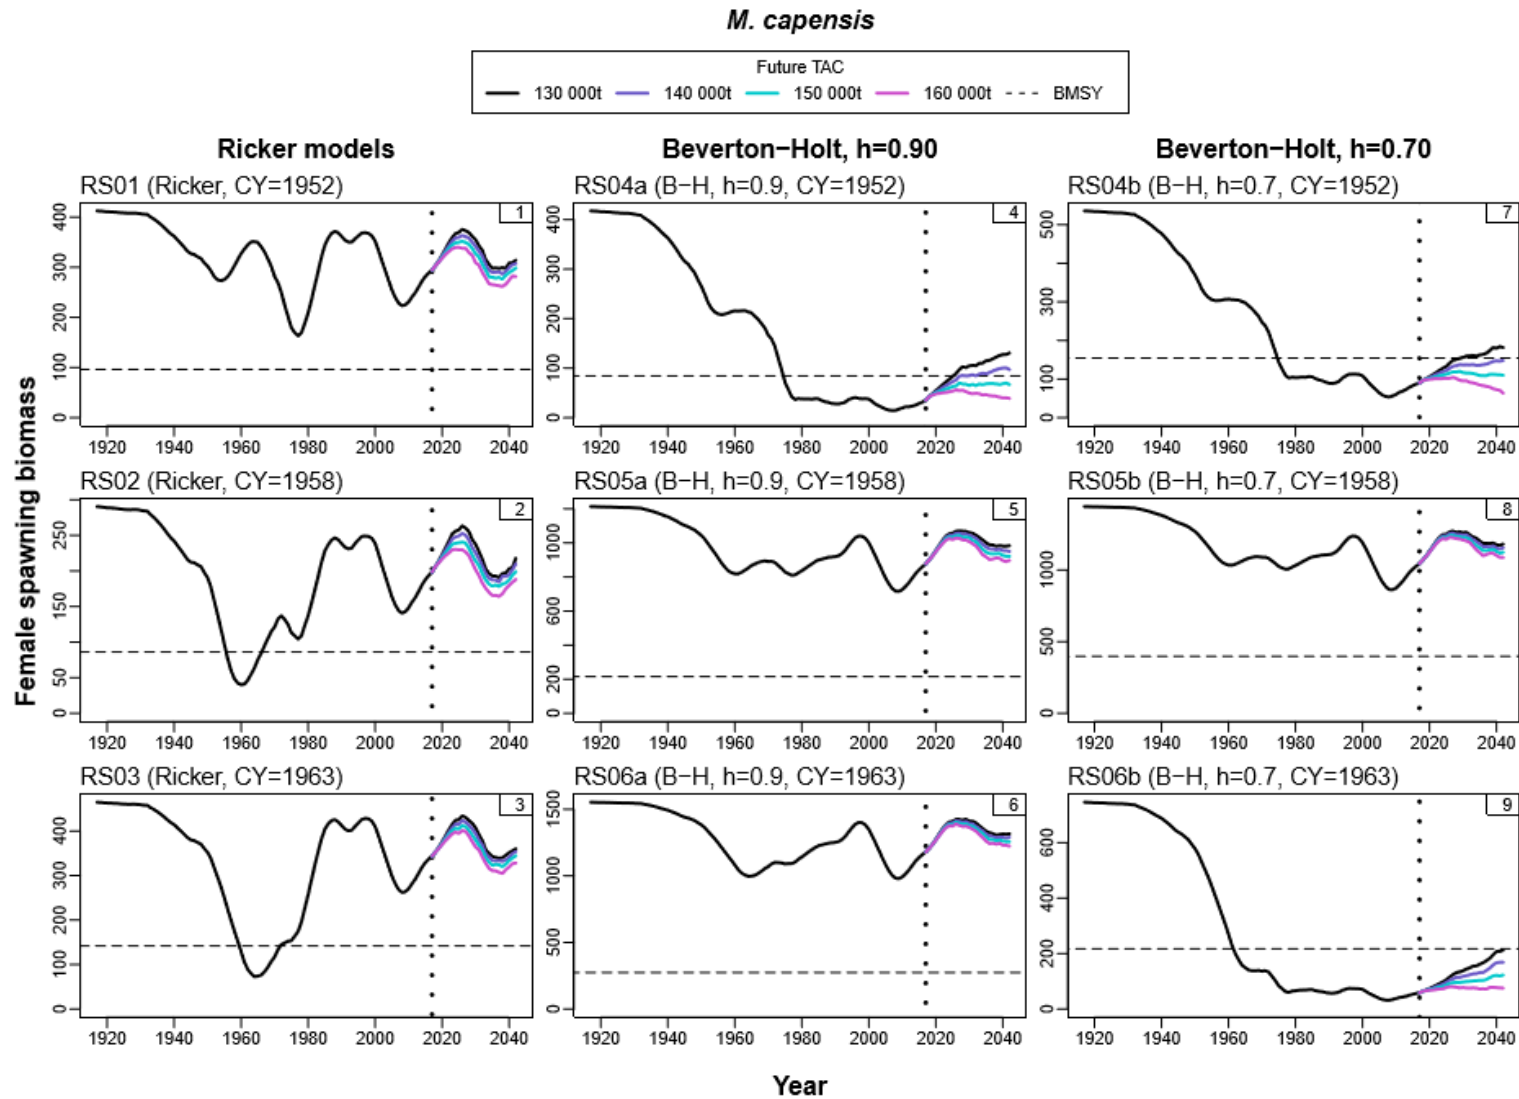 M. capensis
Future TAC
130 000t 140 000t 150 000t 160 000t BMSY
Ricker models Beverton−Holt, h=0.90 Beverton−Holt, h=0.70
RS01 (Ricker, CY=1952) RS04a (B−H, h=0.9, CY=1952) RS04b (B−H, h=0.7, CY=1952)
1 4 7
400 300 200 100 0
400 300 200 100 0
500 300 100 0
1920 1940 1960 1980 2000 2020 2040
1920 1940 1960 1980 2000 2020 2040
1920 1940 1960 1980 2000 2020 2040
Female spawning biomass
RS02 (Ricker, CY=1958) RS05a (B−H, h=0.9, CY=1958) RS05b (B−H, h=0.7, CY=1958)
2 5 8
250 150 50 0
1000 600 200 0
1000 500 0
1920 1940 1960 1980 2000 2020 2040
1920 1940 1960 1980 2000 2020 2040
1920 1940 1960 1980 2000 2020 2040
RS03 (Ricker, CY=1963) RS06a (B−H, h=0.9, CY=1963) RS06b (B−H, h=0.7, CY=1963)
3 6 9
400 300 200 100 0
1500 1000 500 0
600 400 200 0
1920 1940 1960 1980 2000 2020 2040
1920 1940 1960 1980 2000 2020 2040
1920 1940 1960 1980 2000 2020 2040
Year